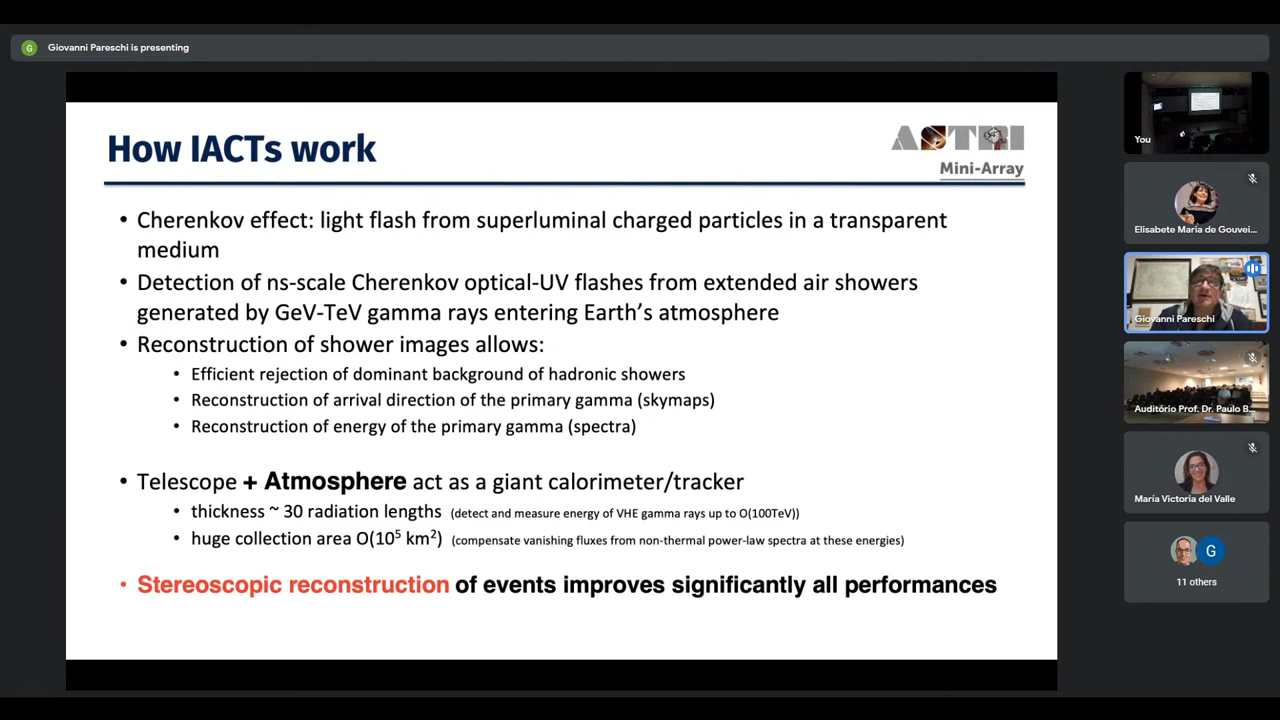 G
Giovanni Pareschi is presenting
How IACTs work
ASTRI
Mini-Array
• Cherenkov effect: light flash from superluminal charged particles in a transparent
medium
• Detection of ns-scale Cherenkov optical-UV flashes from extended air showers
generated by GeV-TeV gamma rays entering Earth’s atmosphere
• Reconstruction of shower images allows:
• Efficient rejection of dominant background of hadronic showers
• Reconstruction of arrival direction of the primary gamma (skymaps)
• Reconstruction of energy of the primary gamma (spectra)
• Telescope + Atmosphere act as a giant calorimeter/tracker
• thickness ~ 30 radiation lengths (detect and measure energy of VHE gamma rays up to O(100TeV))
• huge collection area O(10⁵ km²) (compensate vanishing fluxes from non-thermal power-law spectra at these energies)
• Stereoscopic reconstruction of events improves significantly all performances
You
Elisabete Maria de Gouvei...
Giovanni Pareschi
Auditório Prof. Dr. Paulo B...
María Victoria del Valle
G
11 others